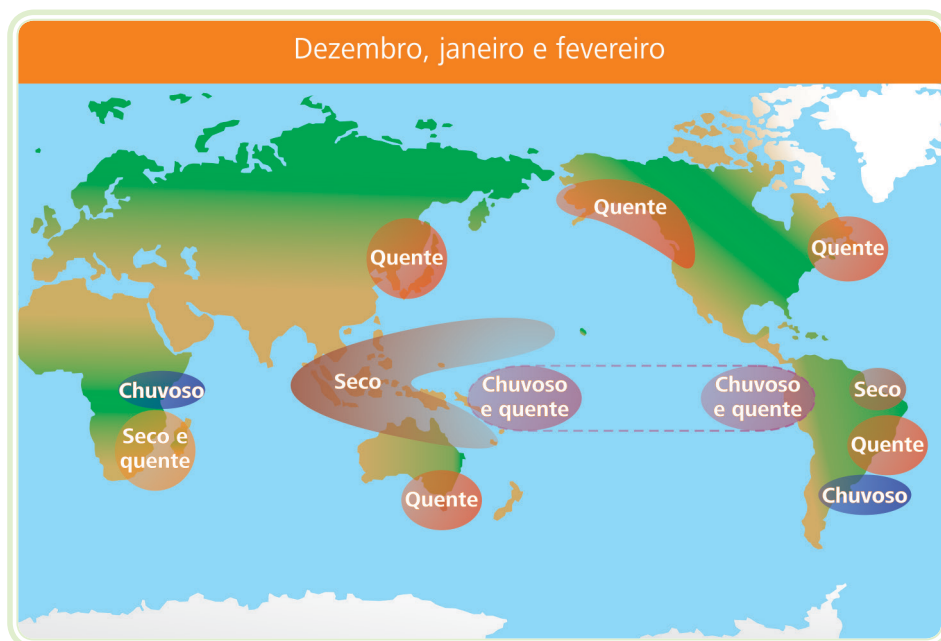 Dezembro, janeiro e fevereiro
Quente
Quente
Quente
Seco
Chuvoso
Chuvoso
e quente
Chuvoso
e quente
Seco
Seco e
quente
Quente
Quente
Chuvoso